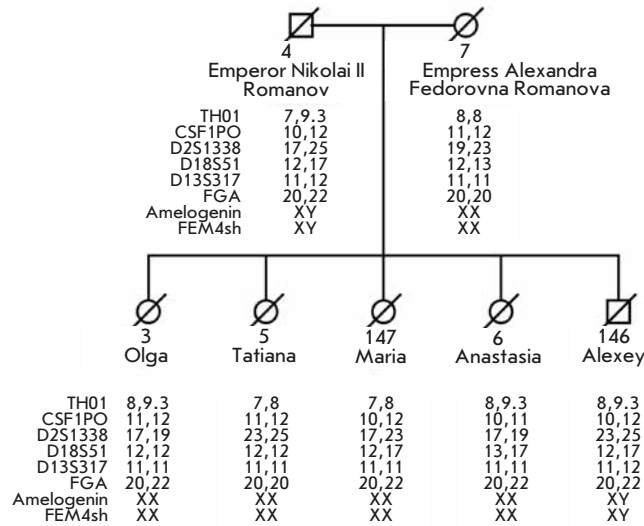 4 7
Emperor Nikolai II Empress Alexandra
Romanov Fedorovna Romanova
TH01 7,9.3 8,8
CSF1PO 10,12 11,12
D2S1338 17,25 19,23
D18S51 12,17 12,13
D13S317 11,12 11,11
FGA 20,22 20,20
Amelogenin XY XX
FEM4sh XY XX
3 5 147 6 146
Olga Tatiana Maria Anastasia Alexey
TH01 8,9.3 7,8 7,8 8,9.3 8,9.3
CSF1PO 11,12 11,12 10,12 10,11 10,12
D2S1338 17,19 23,25 17,23 17,19 23,25
D18S51 12,12 12,12 12,17 13,17 12,17
D13S317 11,11 11,11 11,11 11,11 11,12
FGA 20,22 20,20 20,22 20,22 20,22
Amelogenin XX XX XX XX XY
FEM4sh XX XX XX XX XY